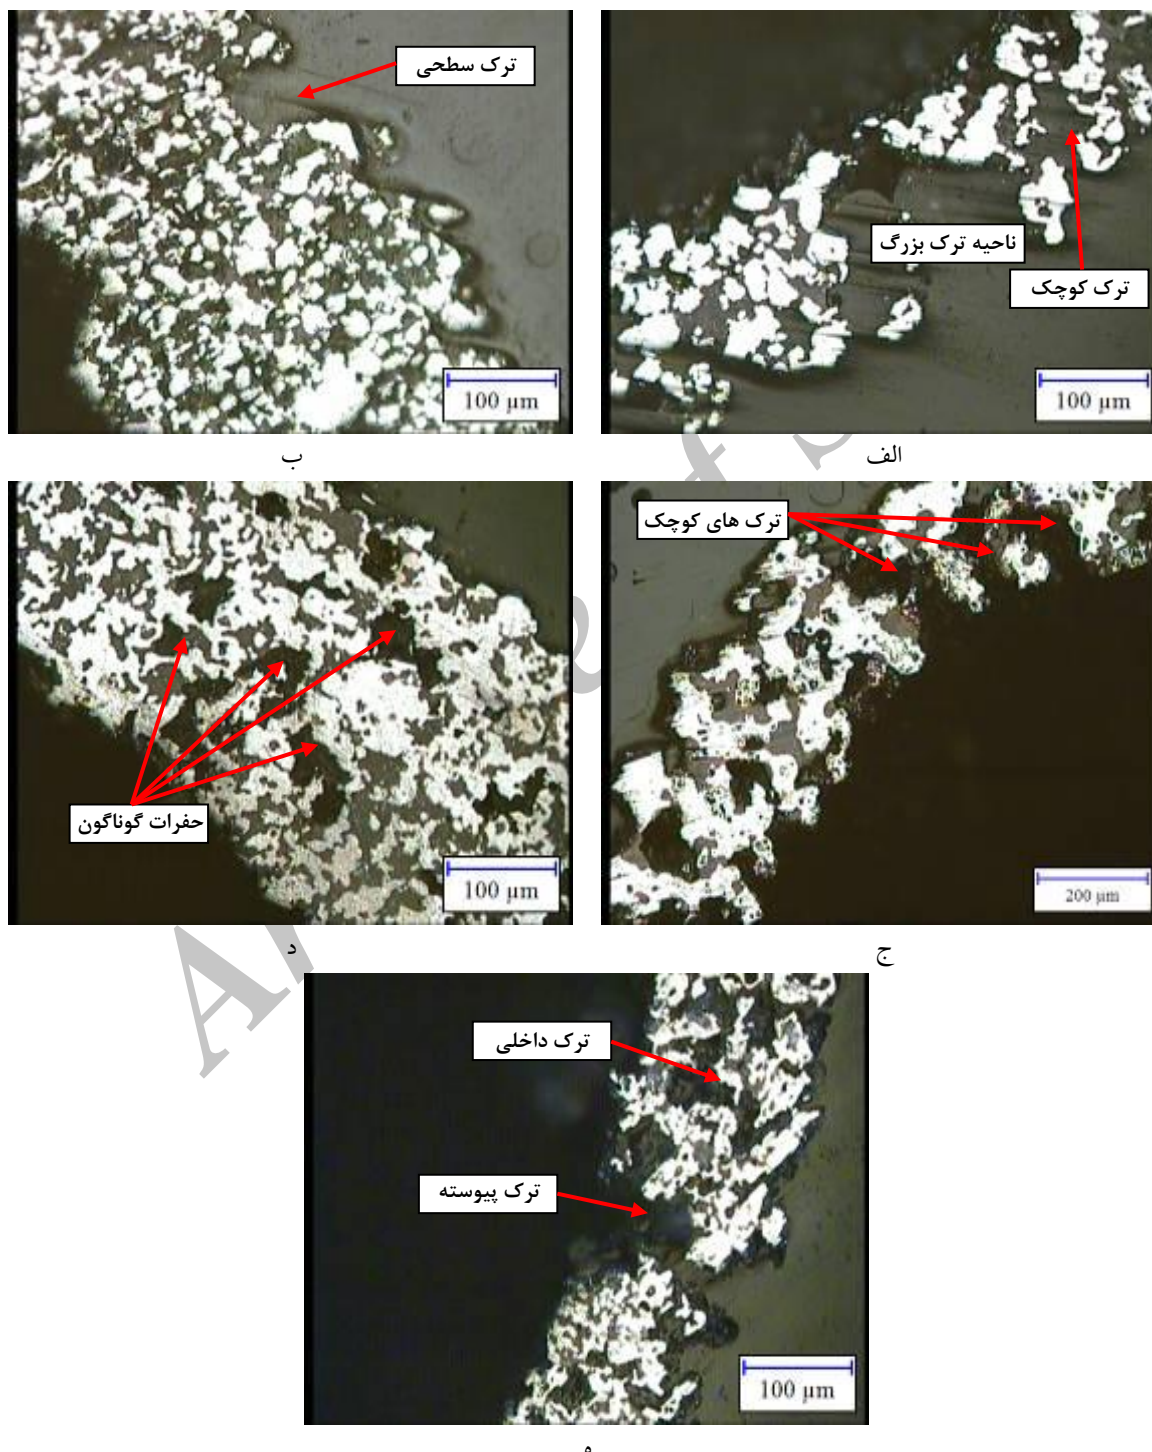 ترک سطحی
100 µm
ناحیه ترک بزرگ
ترک کوچک
100 µm
ب
الف
حفرات گوناگون
100 µm
ترک های کوچک
200 µm
د
ج
ترک داخلی
ترک پیوسته
100 µm